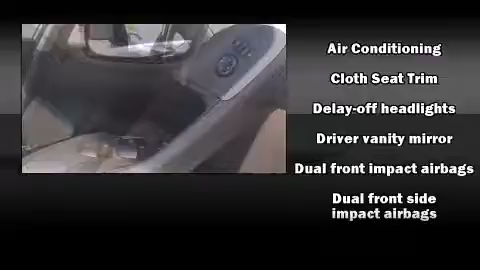 Air Conditioning
Cloth Seat Trim
Delay-off headlights
Driver vanity mirror
Dual front impact airbags
Dual front side
impact airbags